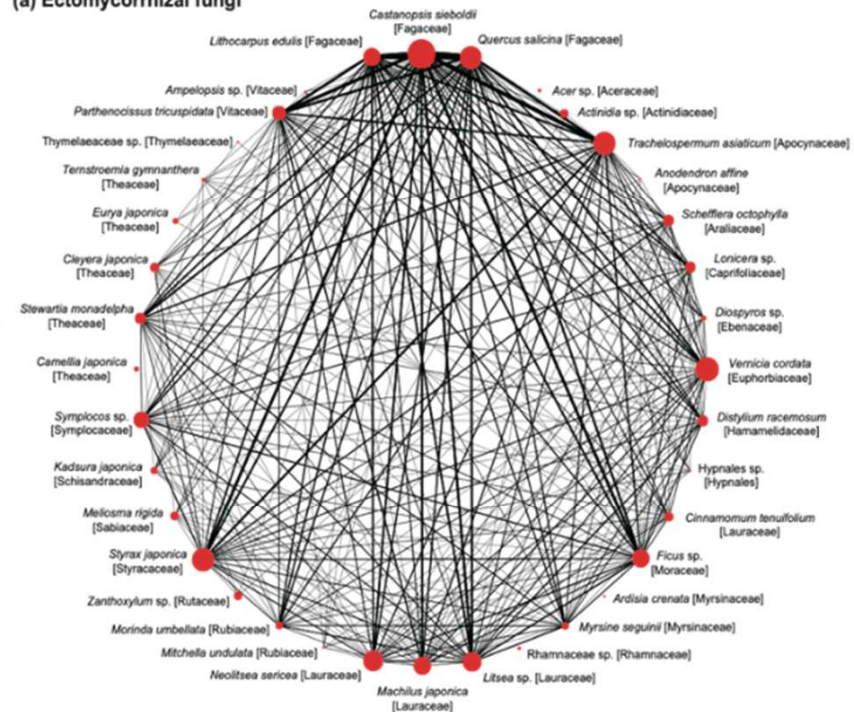 (a) Ectomycorrhizal fungi
Castanopsis sieboldii
[Fagaceae]
Lithocarpus edulis [Fagaceae]
Quercus salicina [Fagaceae]
Ampelopsis sp. [Vitaceae]
Acer sp. [Aceraceae]
Parthenocissus tricuspidata [Vitaceae]
Actinidia sp. [Actinidiaceae]
Thymelaeaceae sp. [Thymelaeaceae]
Trachelospermum asiaticum [Apocynaceae]
Ternstroemia gymnanthera
[Theaceae]
Anodendron affine
[Apocynaceae]
Eurya japonica
[Theaceae]
Schefflera octophylla
[Araliaceae]
Cleyera japonica
[Theaceae]
Lonicera sp.
[Caprifoliaceae]
Stewartia monadelpha
[Theaceae]
Diospyros sp.
[Ebenaceae]
Camellia japonica
[Theaceae]
Vernicia cordata
[Euphorbiaceae]
Symplocos sp.
[Symplocaceae]
Distylium racemosum
[Hamamelidaceae]
Kadsura japonica
[Schisandraceae]
Hypnales sp.
[Hypnales]
Meliosma rigida
[Sabiaceae]
Cinnamomum tenuifolium
[Lauraceae]
Styrax japonica
[Styracaceae]
Ficus sp.
[Moraceae]
Zanthoxylum sp. [Rutaceae]
Ardisia crenata [Myrsinaceae]
Morinda umbellata [Rubiaceae]
Myrsine seguinii [Myrsinaceae]
Mitchella undulata [Rubiaceae]
Rhamnaceae sp. [Rhamnaceae]
Neolitsea sericea [Lauraceae]
Litsea sp. [Lauraceae]
Machilus japonica
[Lauraceae]